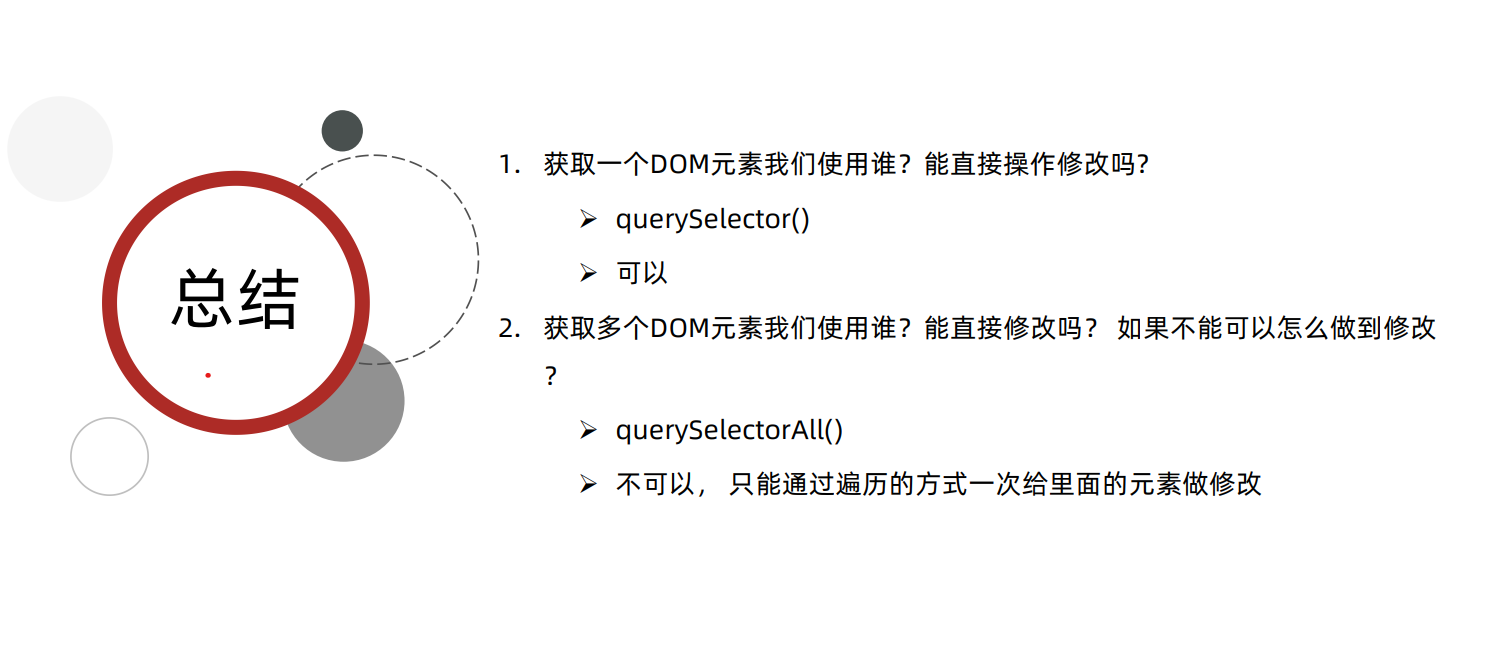 总结
1. 获取一个DOM元素我们使用谁？能直接操作修改吗?
➢ querySelector()
➢ 可以
2. 获取多个DOM元素我们使用谁？能直接修改吗？ 如果不能可以怎么做到修改
？
➢ querySelectorAll()
➢ 不可以， 只能通过遍历的方式一次给里面的元素做修改